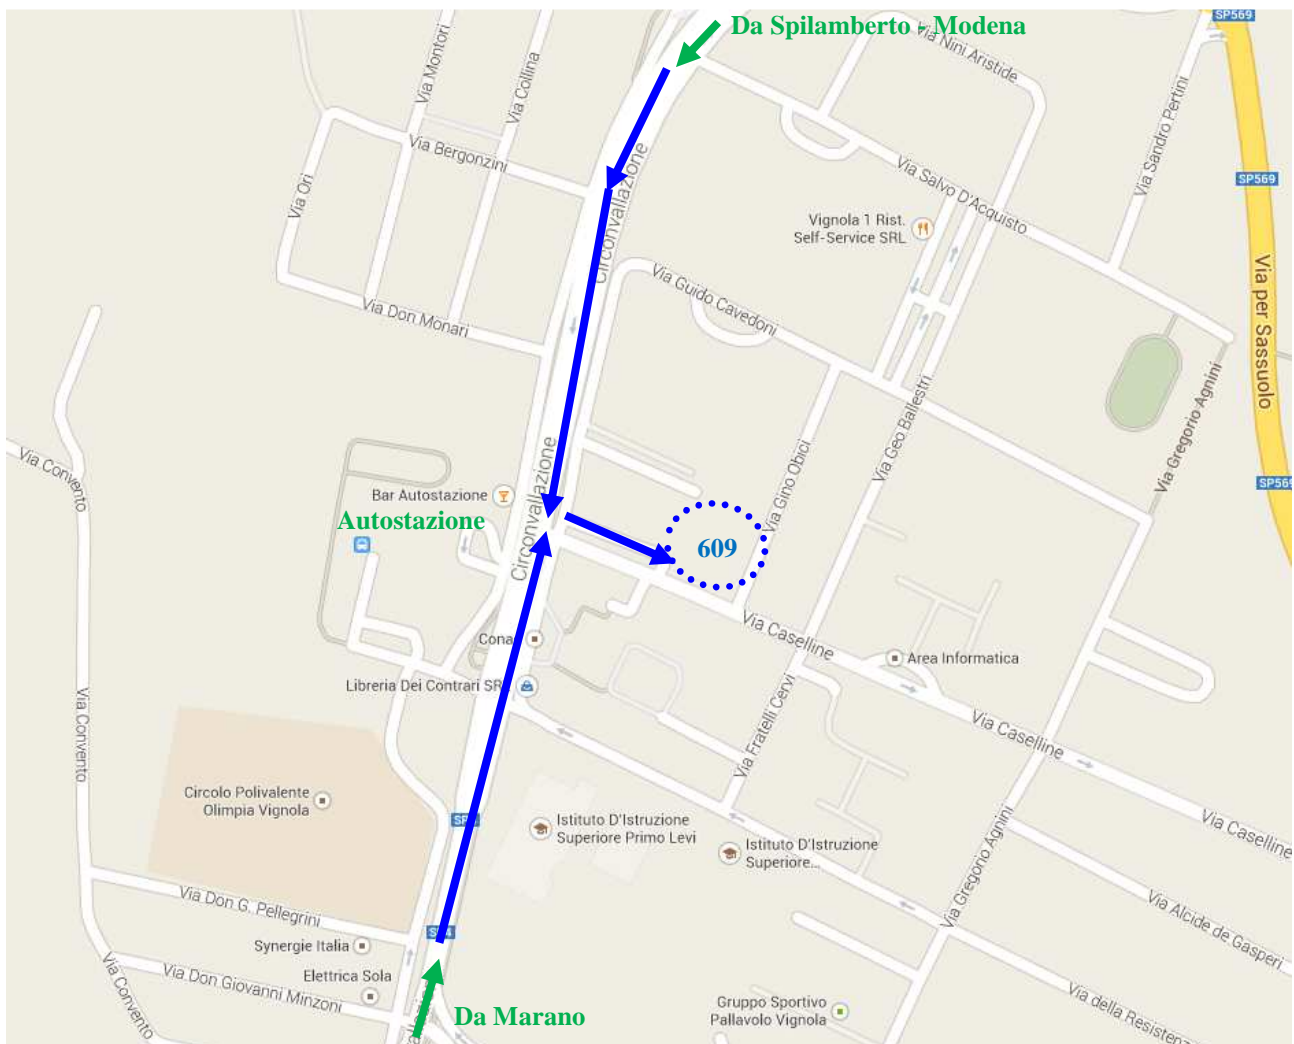 Da Spilamberto - Modena
SP569
Via Nini Aristide
Via Montori
Via Collina
Via Sandro Pertini
Via Bergonzini
Circonvallazione
Via Salvo D'Acquisto
SP569
Via Ori
Vignola 1 Rist.
Self-Service SRL
Via Guido Cavedoni
Via per Sassuolo
Via Don Monari
Via Gregorio Agnini
Via Geo Ballestri
Via Convento
Circonvallazione
Via Gino Obici
SP569
Bar Autostazione
Autostazione
609
Via Caselline
Cona
Area Informatica
Libreria Dei Contrari SR
Via Convento
Via Fratelli Cervi
Via Caselline
Circolo Polivalente
Olimpia Vignola
Istituto D'Istruzione
Superiore Primo Levi
Istituto D'Istruzione
Superiore...
Via Caselline
Via Gregorio Agnini
Via Don G. Pellegrini
Via Alcide de Gasperi
Synergie Italia
Elettrica Sola
Via Convento
Via Don Giovanni Minzoni
Da Marano
Gruppo Sportivo
Pallavolo Vignola
Via della Resistenz